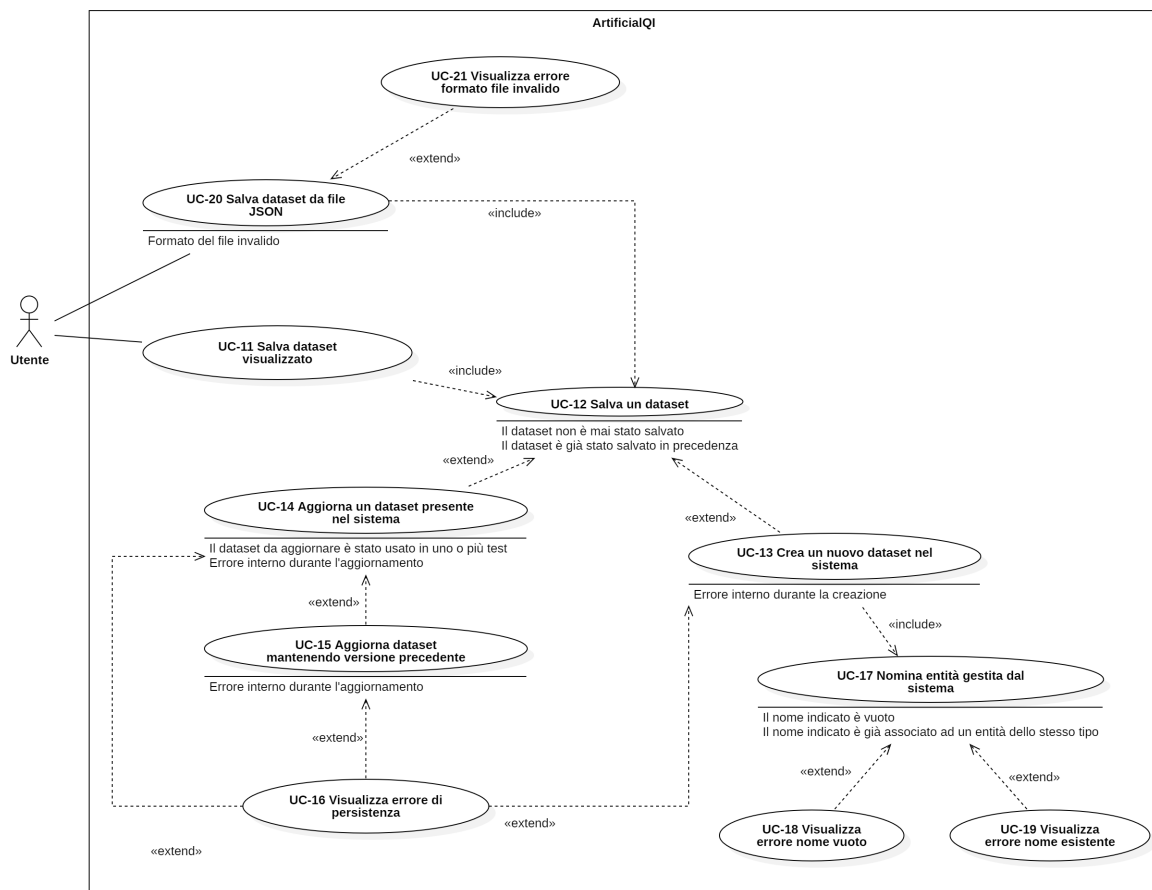 ArtificialQI
UC-21 Visualizza errore
formato file invalido
«extend»
UC-20 Salva dataset da file
JSON
Formato del file invalido
«include»
Utente
UC-11 Salva dataset
visualizzato
«include»
UC-12 Salva un dataset
Il dataset non è mai stato salvato
Il dataset è già stato salvato in precedenza
«extend»
«extend»
UC-14 Aggiorna un dataset presente
nel sistema
Il dataset da aggiornare è stato usato in uno o più test
Errore interno durante l'aggiornamento
UC-13 Crea un nuovo dataset nel
sistema
Errore interno durante la creazione
«extend»
«include»
UC-15 Aggiorna dataset
mantenendo versione precedente
Errore interno durante l'aggiornamento
UC-17 Nomina entità gestita dal
sistema
Il nome indicato è vuoto
Il nome indicato è già associato ad un entità dello stesso tipo
«extend»
«extend»
«extend»
UC-16 Visualizza errore di
persistenza
«extend»
«extend»
UC-18 Visualizza
errore nome vuoto
UC-19 Visualizza
errore nome esistente